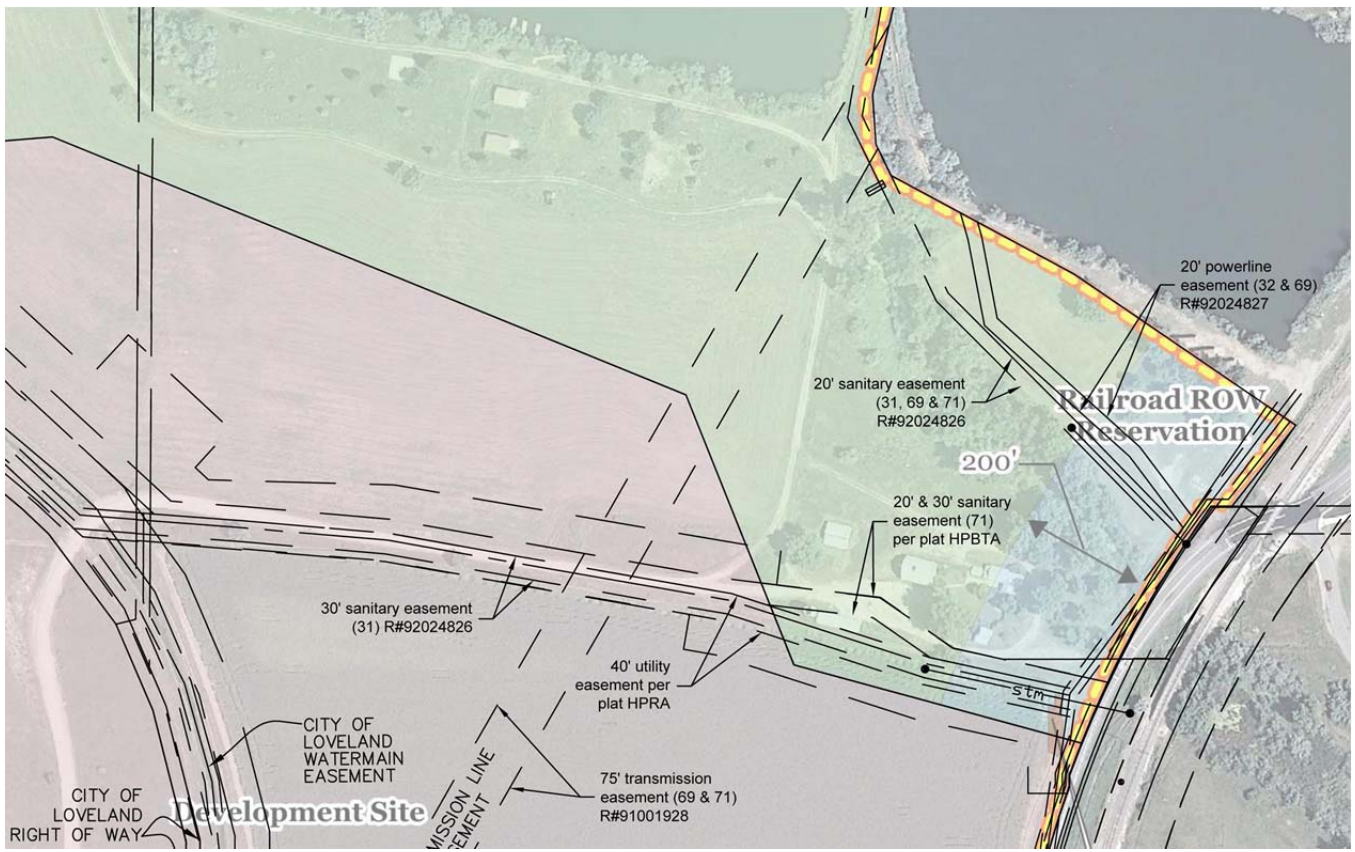 20' powerline
easement (32 & 69)
R#92024827
20' sanitary easement
(31, 69 & 71)
R#92024826
Railroad ROW
Reservation
200'
20' & 30' sanitary
easement (71)
per plat HPBTA
30' sanitary easement
(31) R#92024826
40' utility
easement per
plat HPRA
stm
CITY OF
LOVELAND
WATERMAIN
EASEMENT
75' transmission
easement (69 & 71)
R#91001928
MISSION LINE
SEMENT
CITY OF
LOVELAND
RIGHT OF WAY
Development Site